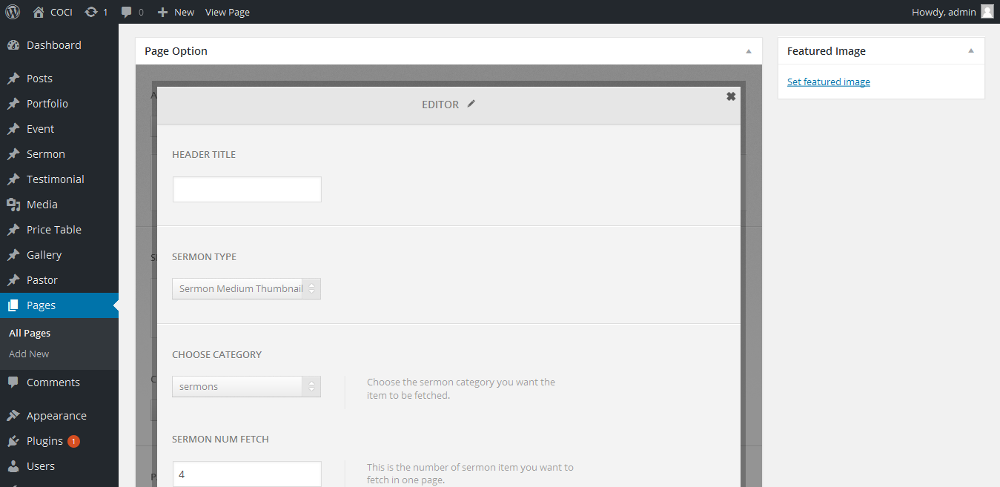 COCI 1 0 New View Page Howdy, admin
Dashboard
Posts
Portfolio
Event
Sermon
Testimonial
Media
Price Table
Gallery
Pastor
Pages
All Pages
Add New
Comments
Appearance
Plugins 1
Users
Page Option
EDITOR
HEADER TITLE
SERMON TYPE
Sermon Medium Thumbnail
CHOOSE CATEGORY
sermons
Choose the sermon category you want the
item to be fetched.
SERMON NUM FETCH
4
This is the number of sermon item you want to
fetch in one page.
Featured Image
Set featured image